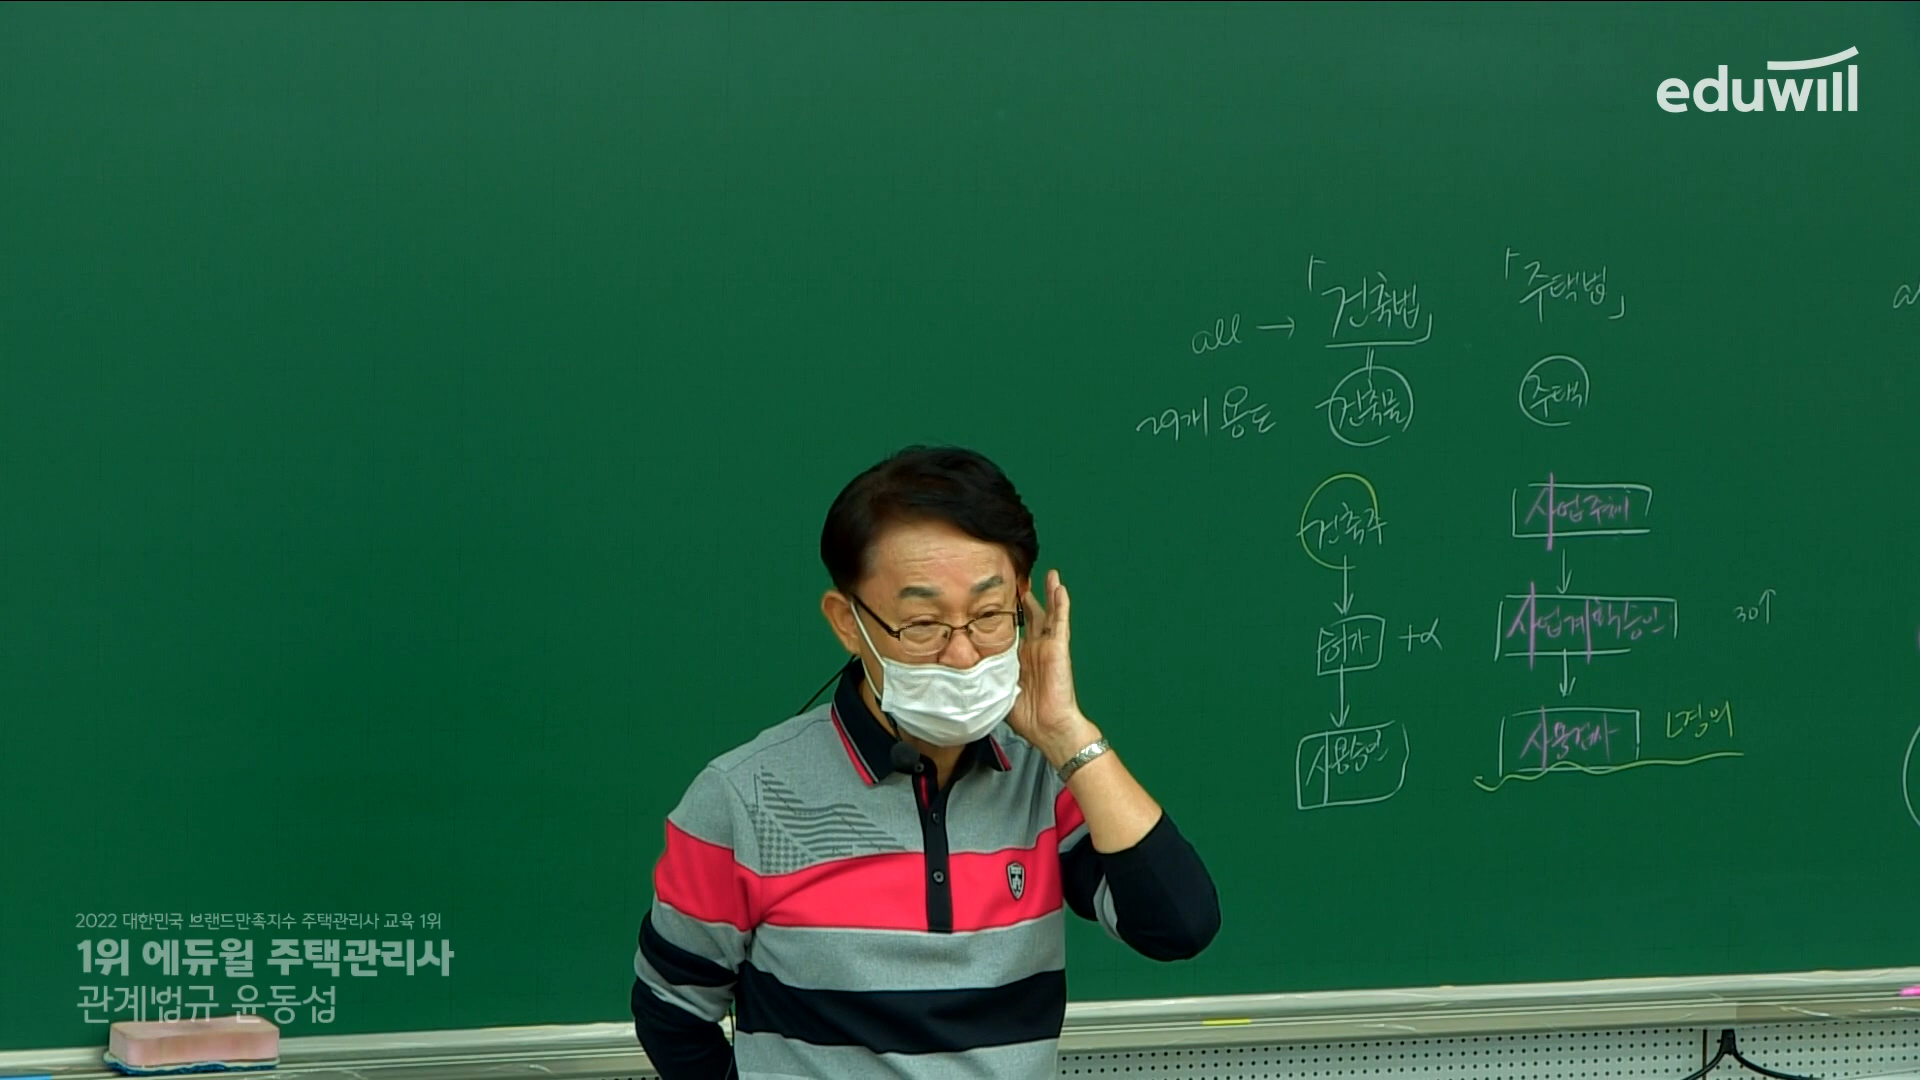 eduwill
「건축법」 「주택법」
all →
29개 용도 건축물 주택
건축주 사업주체
허가 +α 사업계획승인 30↑
사용승인 사용검사 정의
2022 대한민국 브랜드만족지수 주택관리사 교육 1위
1위 에듀윌 주택관리사
관계법규 윤동섭